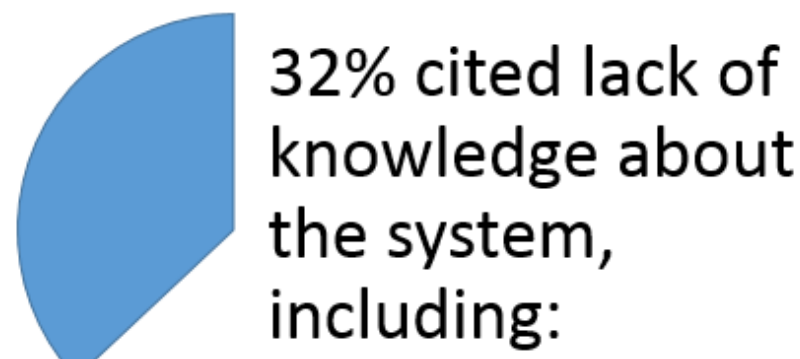 32% cited lack of
knowledge about
the system,
including: